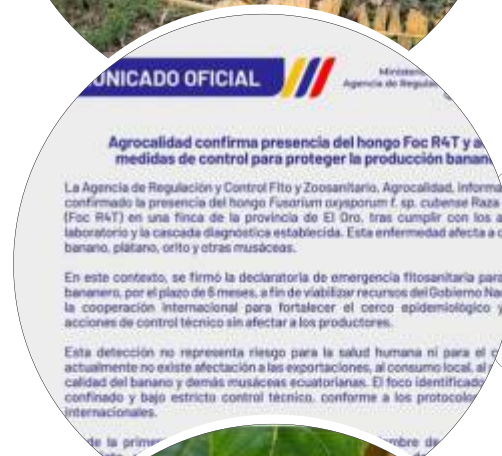 UNICADO OFICIAL
Agencia de Regula
Agrocalidad confirma presencia del hongo Foc R4T y a
medidas de control para proteger la producción banan
La Agencia de Regulación y Control Fito y Zoosanitario, Agrocalidad, informa
confirmado la presencia del hongo Fusarium oxysporum f. sp. cubense Raza
(Foc R4T) en una finca de la provincia de El Oro, tras cumplir con los a
laboratorio y la cascada diagnóstica establecida. Esta enfermedad afecta a c
banano, plátano, orito y otras musáceas.
En este contexto, se firmó la declaratoria de emergencia fitosanitaria para
bananero, por el plazo de 6 meses, a fin de viabilizar recursos del Gobierno Na
la cooperación internacional para fortalecer el cerco epidemiológico y
acciones de control técnico sin afectar a los productores.
Esta detección no representa riesgo para la salud humana ni para el
actualmente no existe afectación a las exportaciones, al consumo local, al
calidad del banano y demás musáceas ecuatorianas. El foco identificado
confinado y bajo estricto control técnico, conforme a los protocolo
internacionales.
de la prime
mbre de